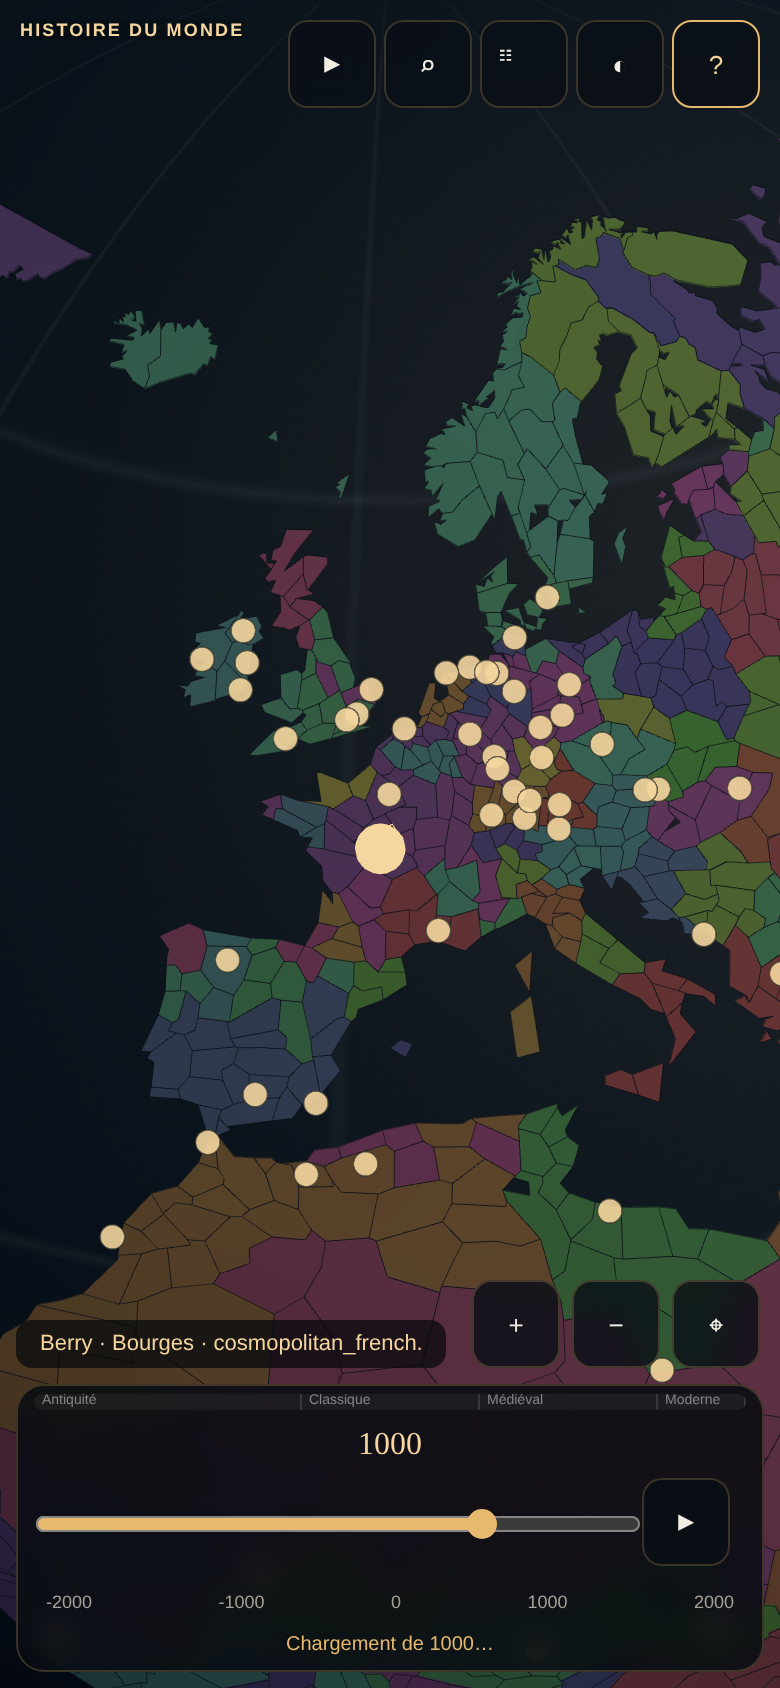 HISTOIRE DU MONDE
?
+
−
Berry · Bourges · cosmopolitan_french.
Antiquité
Classique
Médiéval
Moderne
1000
-2000
-1000
0
1000
2000
Chargement de 1000…